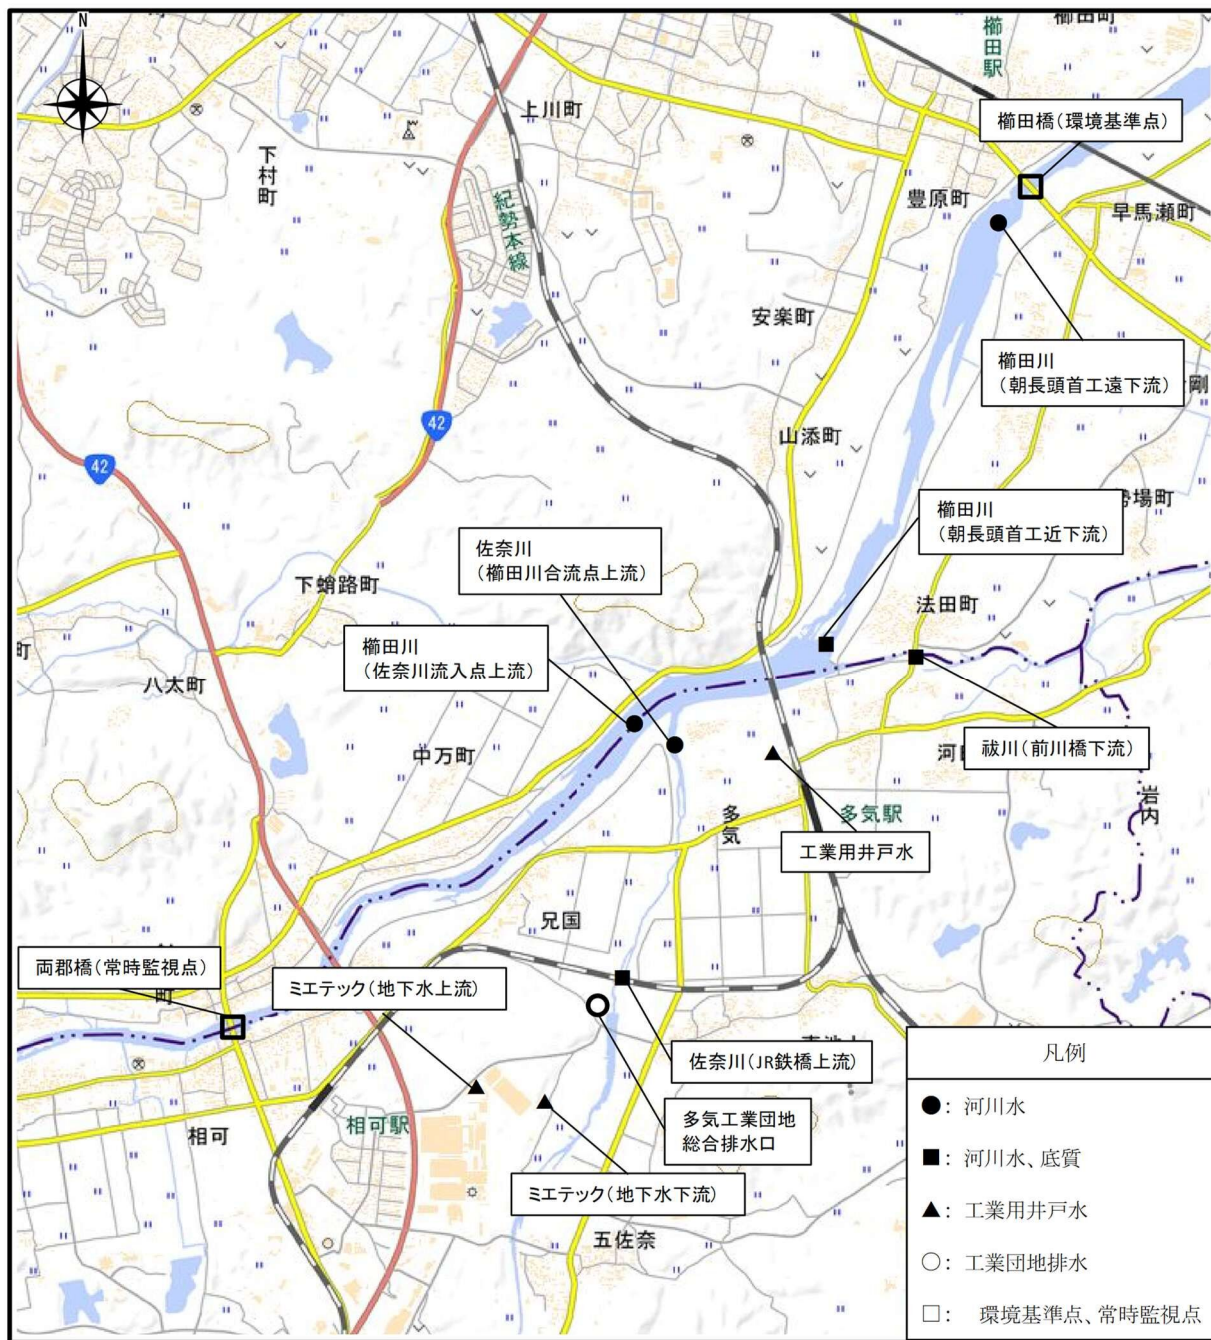 N
櫛田町
櫛田駅
上川町
櫛田橋（環境基準点）
下村町
豊原町
早馬瀬町
紀勢本線
安楽町
櫛田川
（朝長頭首工遠下流）
剛
42
山添町
42
櫛田川
（朝長頭首工近下流）
場町
佐奈川
（櫛田川合流点上流）
下蛸路町
法田町
櫛田川
（佐奈川流入点上流）
町
八太町
中万町
祓川（前川橋下流）
河
岩内
多気
多気駅
工業用井戸水
兄国
両郡橋（常時監視点）
町
ミエテック（地下水上流）
佐奈川（JR鉄橋上流）
相可
相可駅
多気工業団地
総合排水口
ミエテック（地下水下流）
五佐奈
凡例
●： 河川水
■： 河川水、底質
▲： 工業用井戸水
○： 工業団地排水
□： 環境基準点、常時監視点